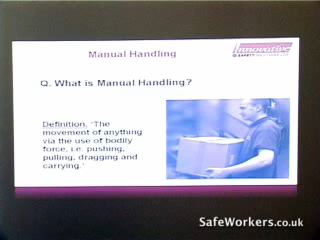 Manual Handling
Innovative
Q. What is Manual Handling?
Definition, 'The
movement of anything
via the use of bodily
force, i.e. pushing,
pulling, dragging and
carrying.'
SafeWorkers.co.uk